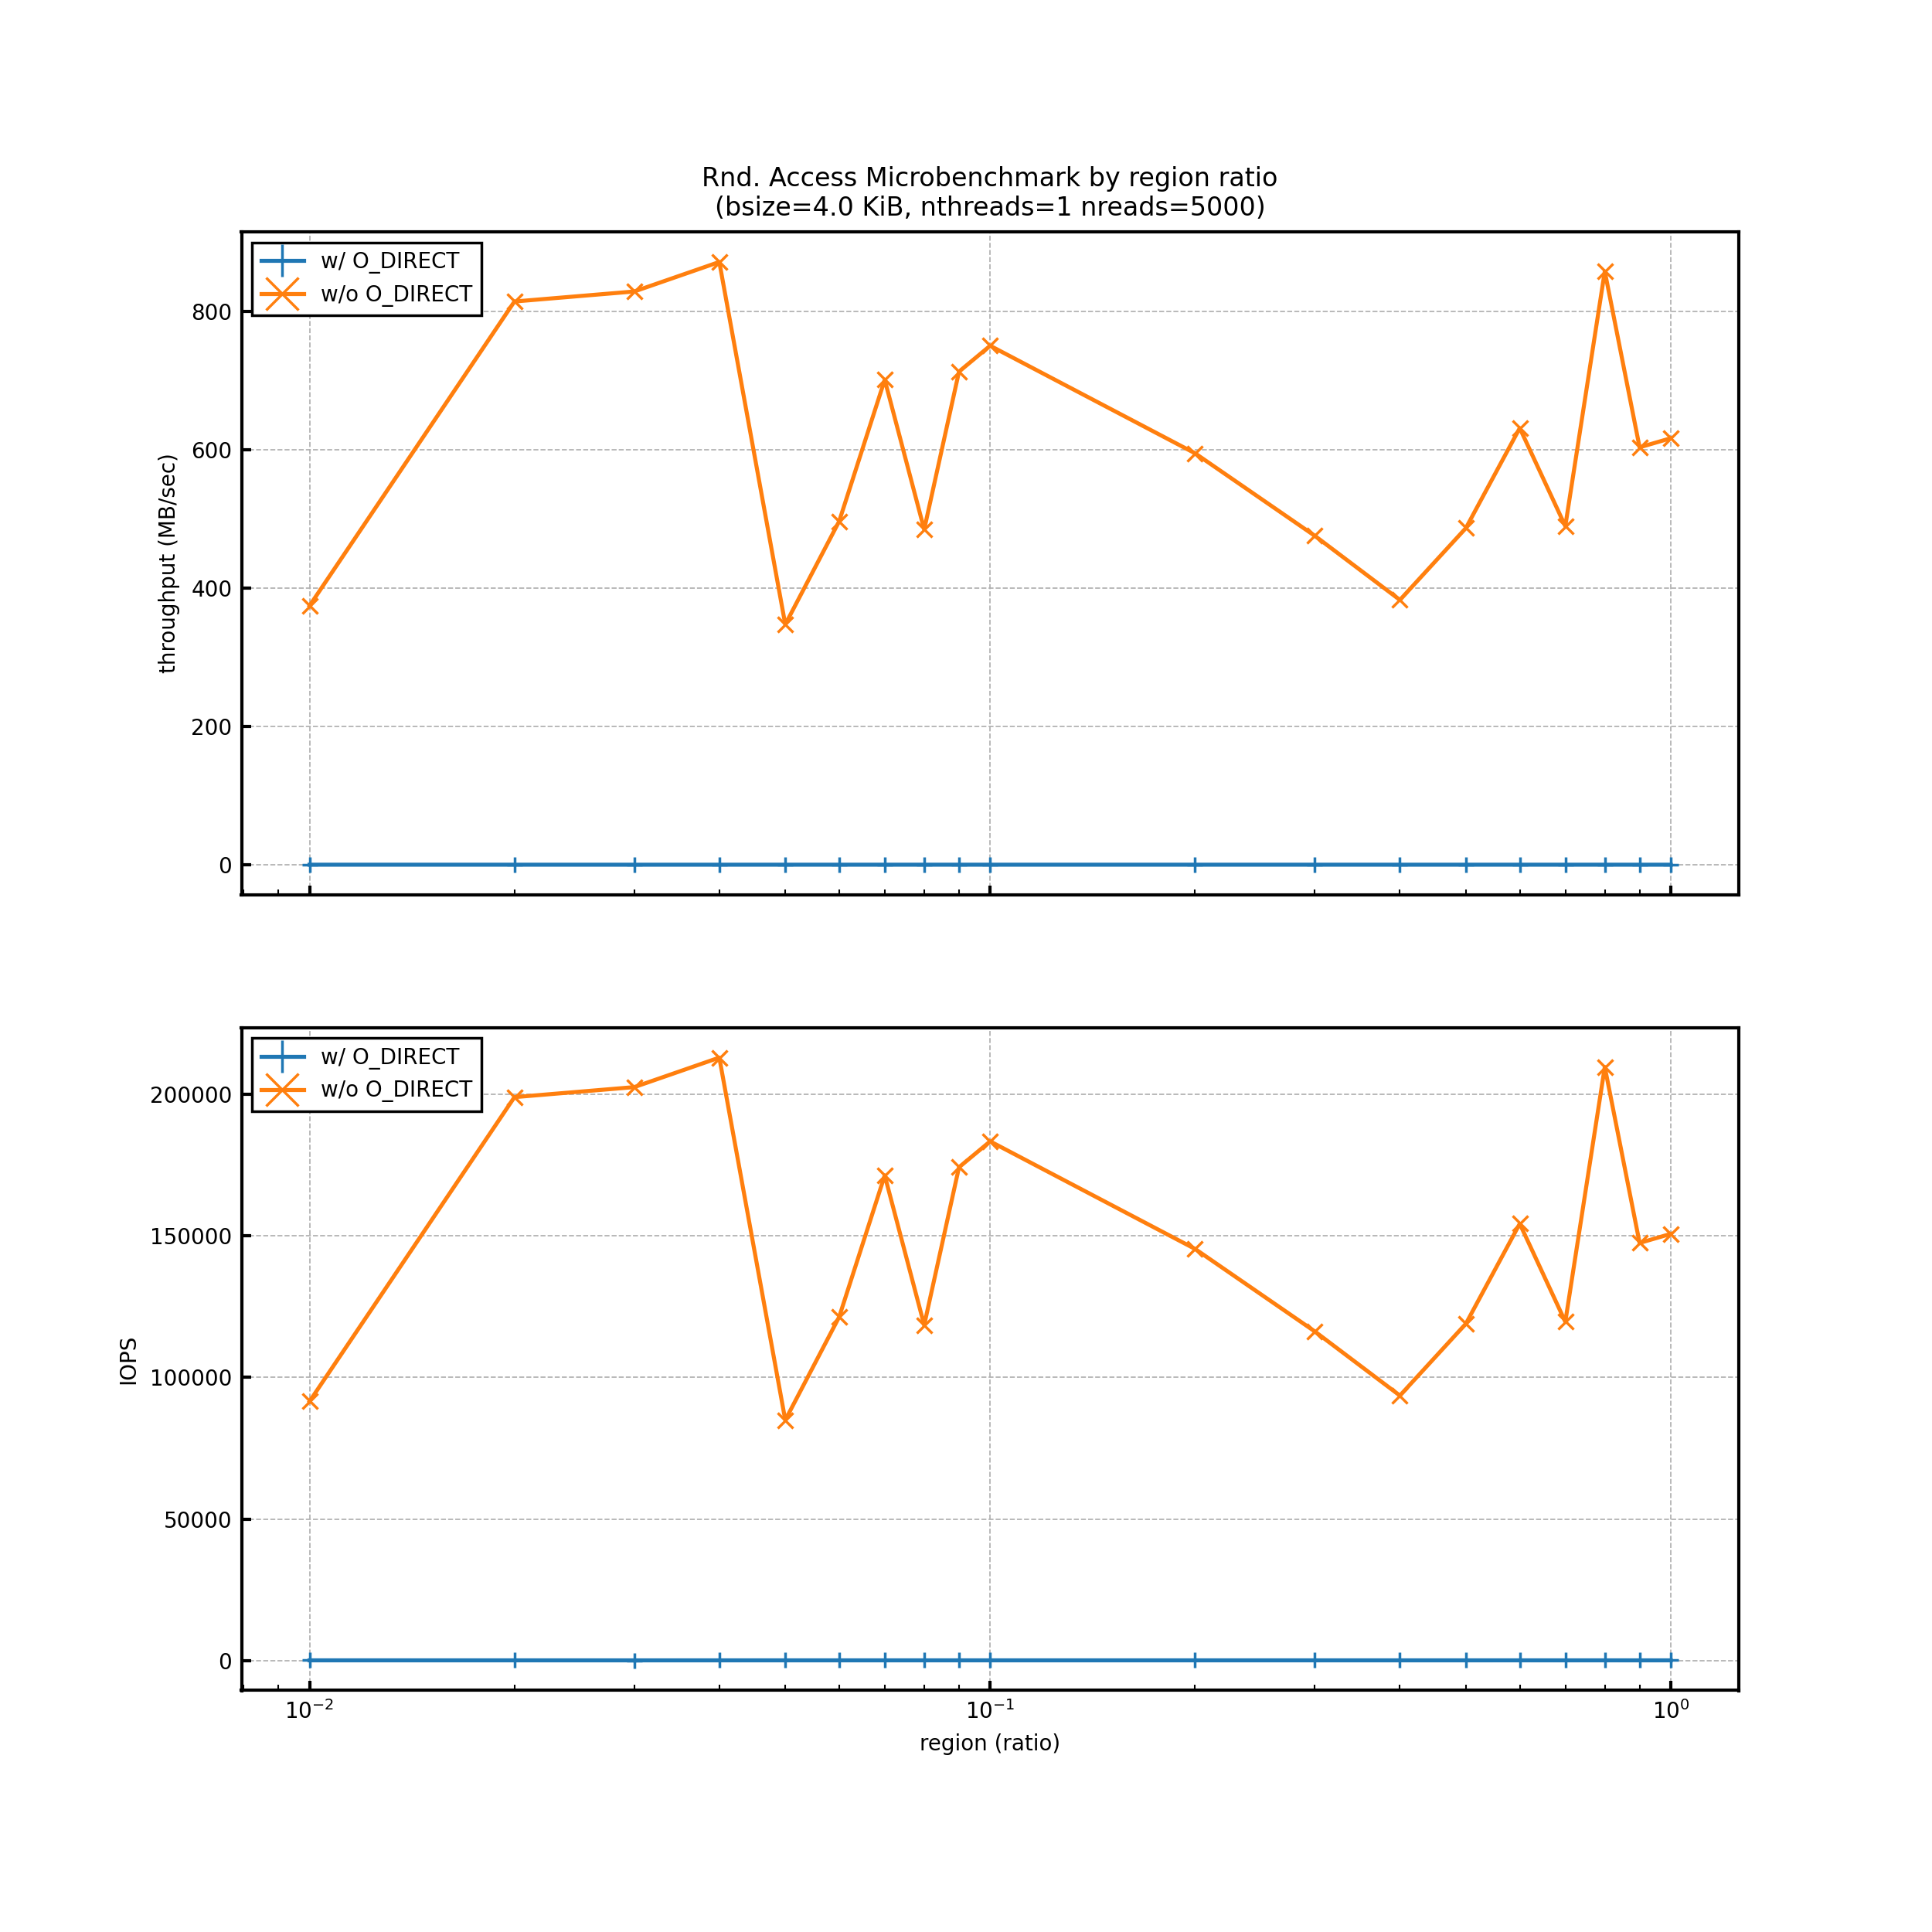 Rnd. Access Microbenchmark by region ratio
(bsize=4.0 KiB, nthreads=1 nreads=5000)
w/ O_DIRECT
w/o O_DIRECT
800
600
400
200
0
throughput (MB/sec)
w/ O_DIRECT
w/o O_DIRECT
200000
150000
100000
50000
0
IOPS
10⁻² 10⁻¹ 10⁰
region (ratio)